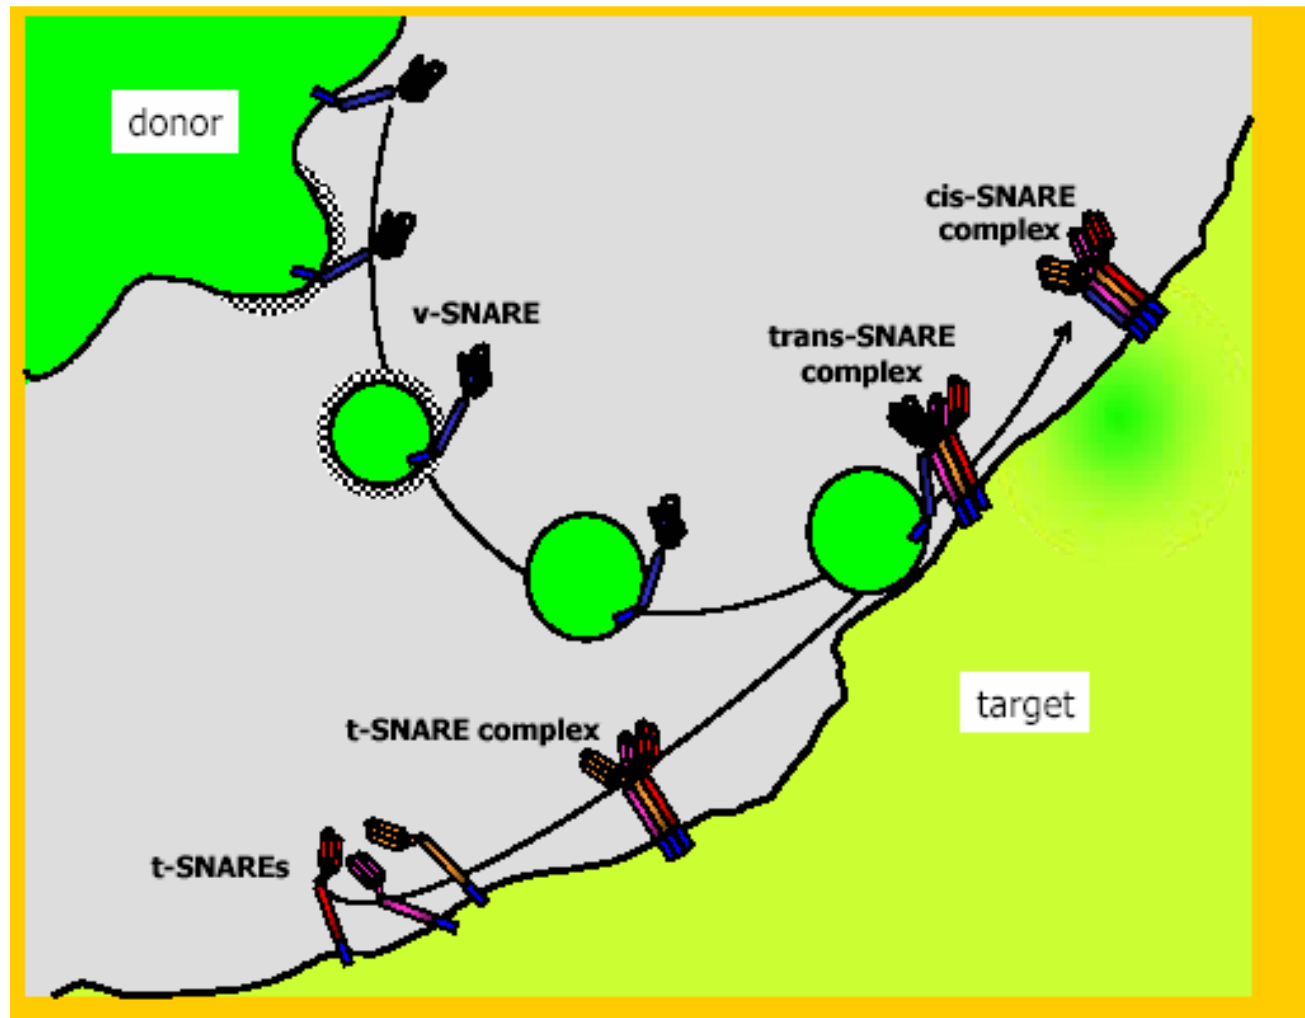 donor
cis-SNARE
complex
v-SNARE
trans-SNARE
complex
target
t-SNARE complex
t-SNAREs